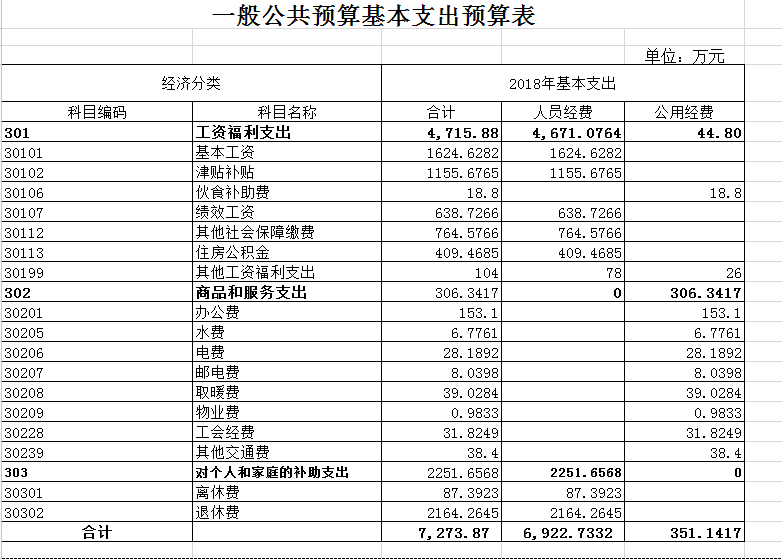 一般公共预算基本支出预算表
单位：万元
经济分类 2018年基本支出
科目编码 科目名称 合计 人员经费 公用经费
301 工资福利支出 4,715.88 4,671.0764 44.80
30101 基本工资 1624.6282 1624.6282
30102 津贴补贴 1155.6765 1155.6765
30106 伙食补助费 18.8 18.8
30107 绩效工资 638.7266 638.7266
30112 其他社会保障缴费 764.5766 764.5766
30113 住房公积金 409.4685 409.4685
30199 其他工资福利支出 104 78 26
302 商品和服务支出 306.3417 0 306.3417
30201 办公费 153.1 153.1
30205 水费 6.7761 6.7761
30206 电费 28.1892 28.1892
30207 邮电费 8.0398 8.0398
30208 取暖费 39.0284 39.0284
30209 物业费 0.9833 0.9833
30228 工会经费 31.8249 31.8249
30239 其他交通费 38.4 38.4
303 对个人和家庭的补助支出 2251.6568 2251.6568 0
30301 离休费 87.3923 87.3923
30302 退休费 2164.2645 2164.2645
合计 7,273.87 6,922.7332 351.1417